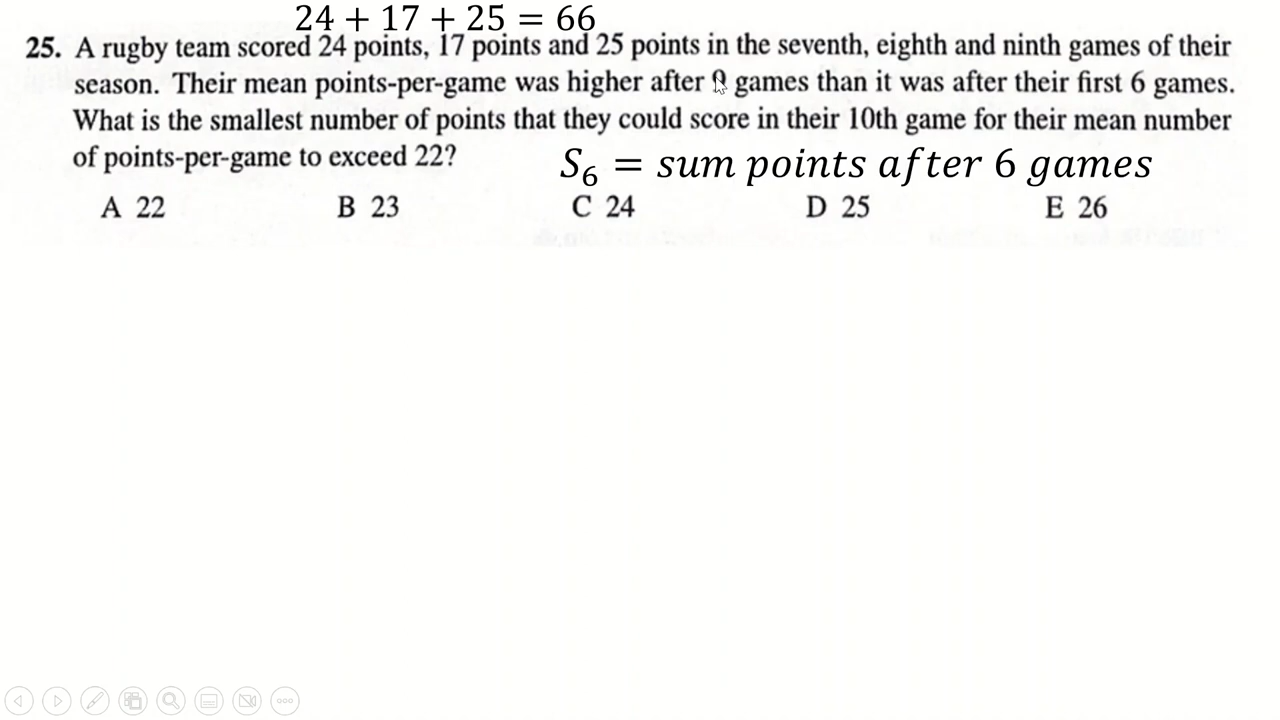 24 + 17 + 25 = 66
25. A rugby team scored 24 points, 17 points and 25 points in the seventh, eighth and ninth games of their
season. Their mean points-per-game was higher after 9 games than it was after their first 6 games.
What is the smallest number of points that they could score in their 10th game for their mean number
of points-per-game to exceed 22?
S₆ = sum points after 6 games
A 22 B 23 C 24 D 25 E 26